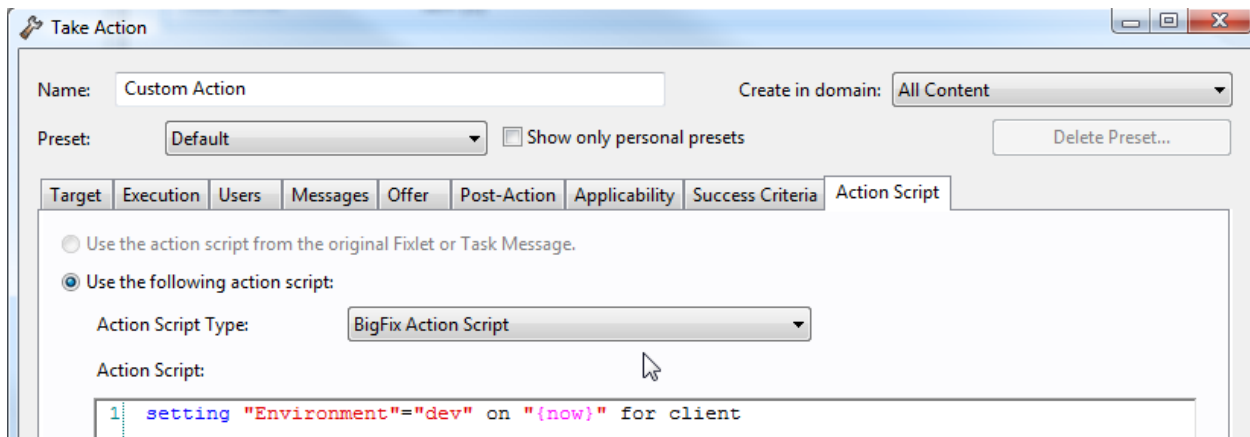 Take Action
Name: Custom Action Create in domain: All Content
Preset: Default Show only personal presets Delete Preset...
Target Execution Users Messages Offer Post-Action Applicability Success Criteria Action Script
Use the action script from the original Fixlet or Task Message.
Use the following action script:
Action Script Type: BigFix Action Script
Action Script:
1 setting "Environment"="dev" on "{now}" for client